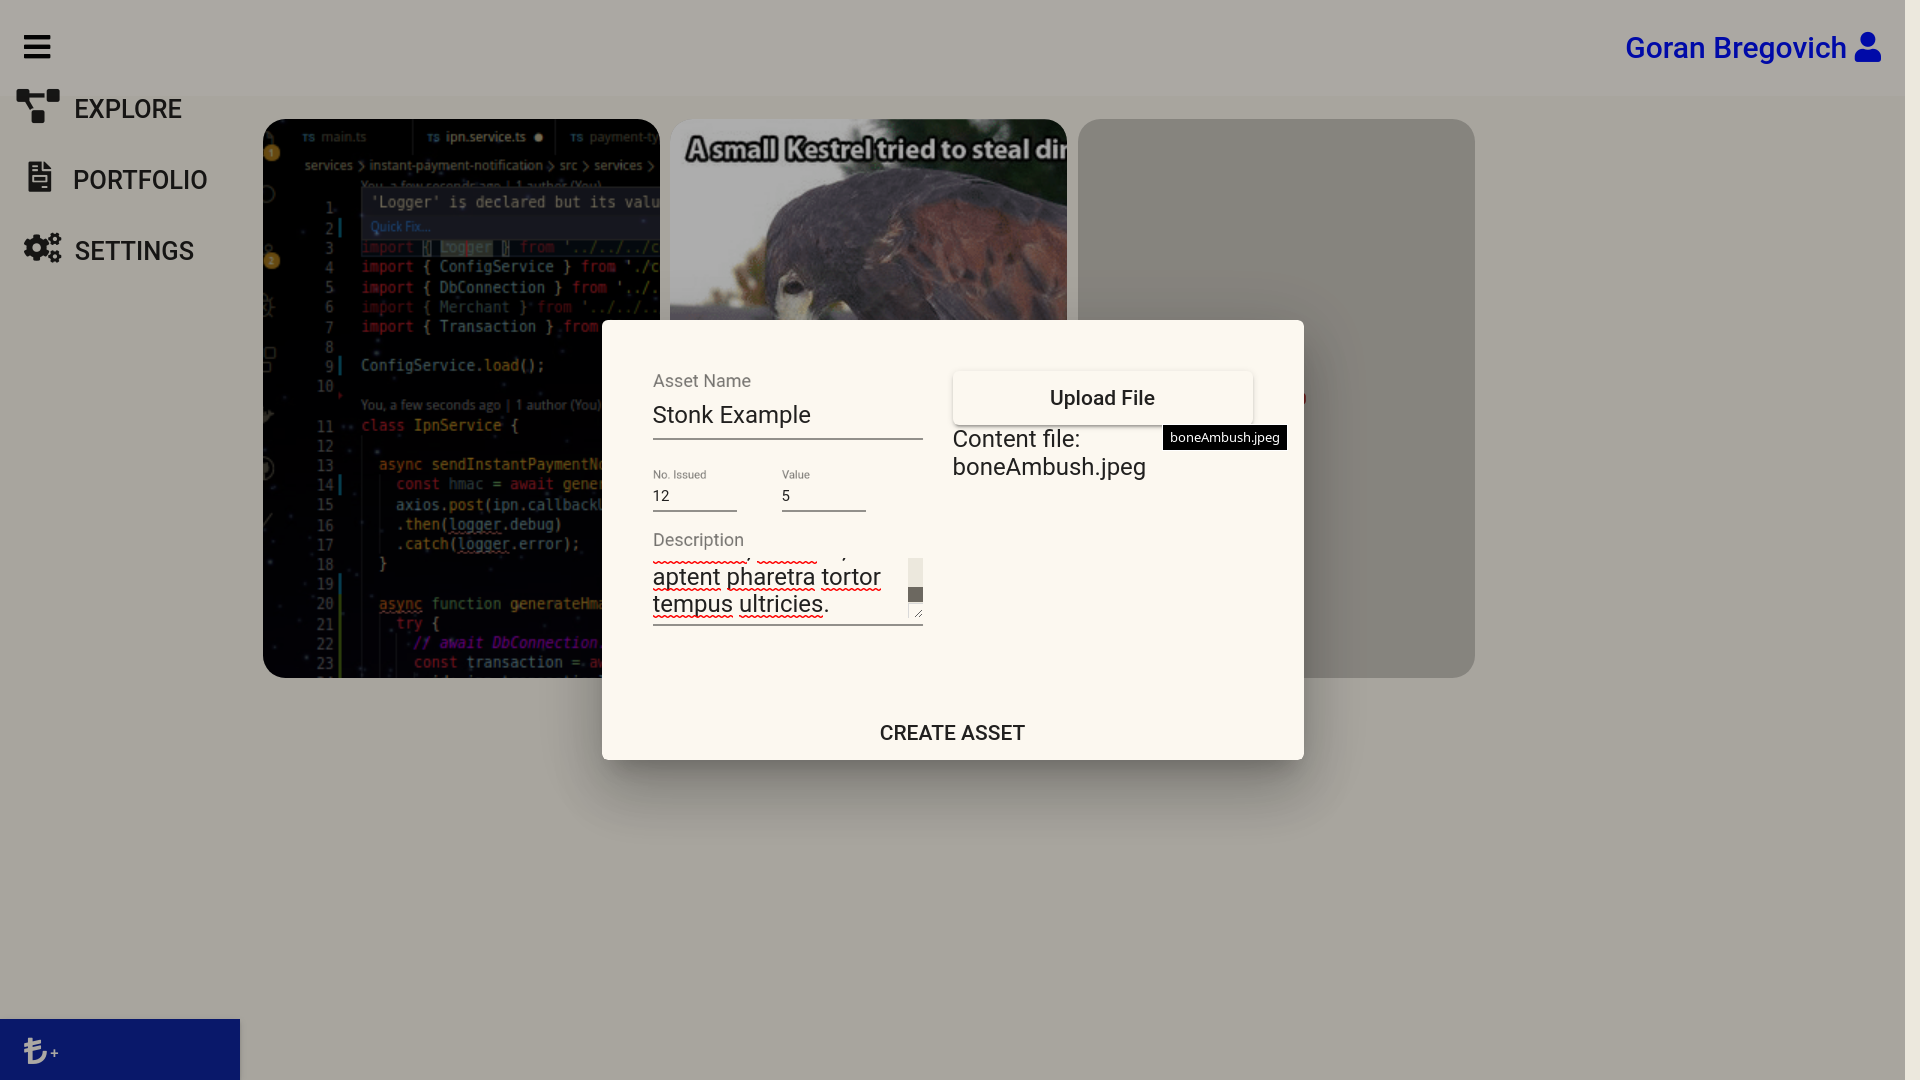 Goran Bregovich
EXPLORE
PORTFOLIO
SETTINGS
TS main.ts
TS ipn.service.ts
TS payment-ty
services > instant-payment-notification > src > services >
You, a few seconds ago | 1 author (You)
1
'Logger' is declared but its valu
2
Quick Fix...
3 import { Logger } from '../../../c
4 import { ConfigService } from './c
5 import { DbConnection } from '../.
6 import { Merchant } from '../../..
7 import { Transaction } from
8
9 ConfigService.load();
10
You, a few seconds ago | 1 author (You)
11 class IpnService {
12
13 async sendInstantPaymentNo
14 const hmac = await gener
15 axios.post(ipn.callbackU
16 .then(logger.debug)
17 .catch(logger.error);
18 }
19
20 async function generateHma
21 try {
22 // await DbConnection.
23 const transaction = aw
A small Kestrel tried to steal din
Asset Name
Stonk Example
No. Issued
12
Value
5
Description
aptent pharetra tortor
tempus ultricies.
Upload File
Content file:
boneAmbush.jpeg
boneAmbush.jpeg
CREATE ASSET
₺+